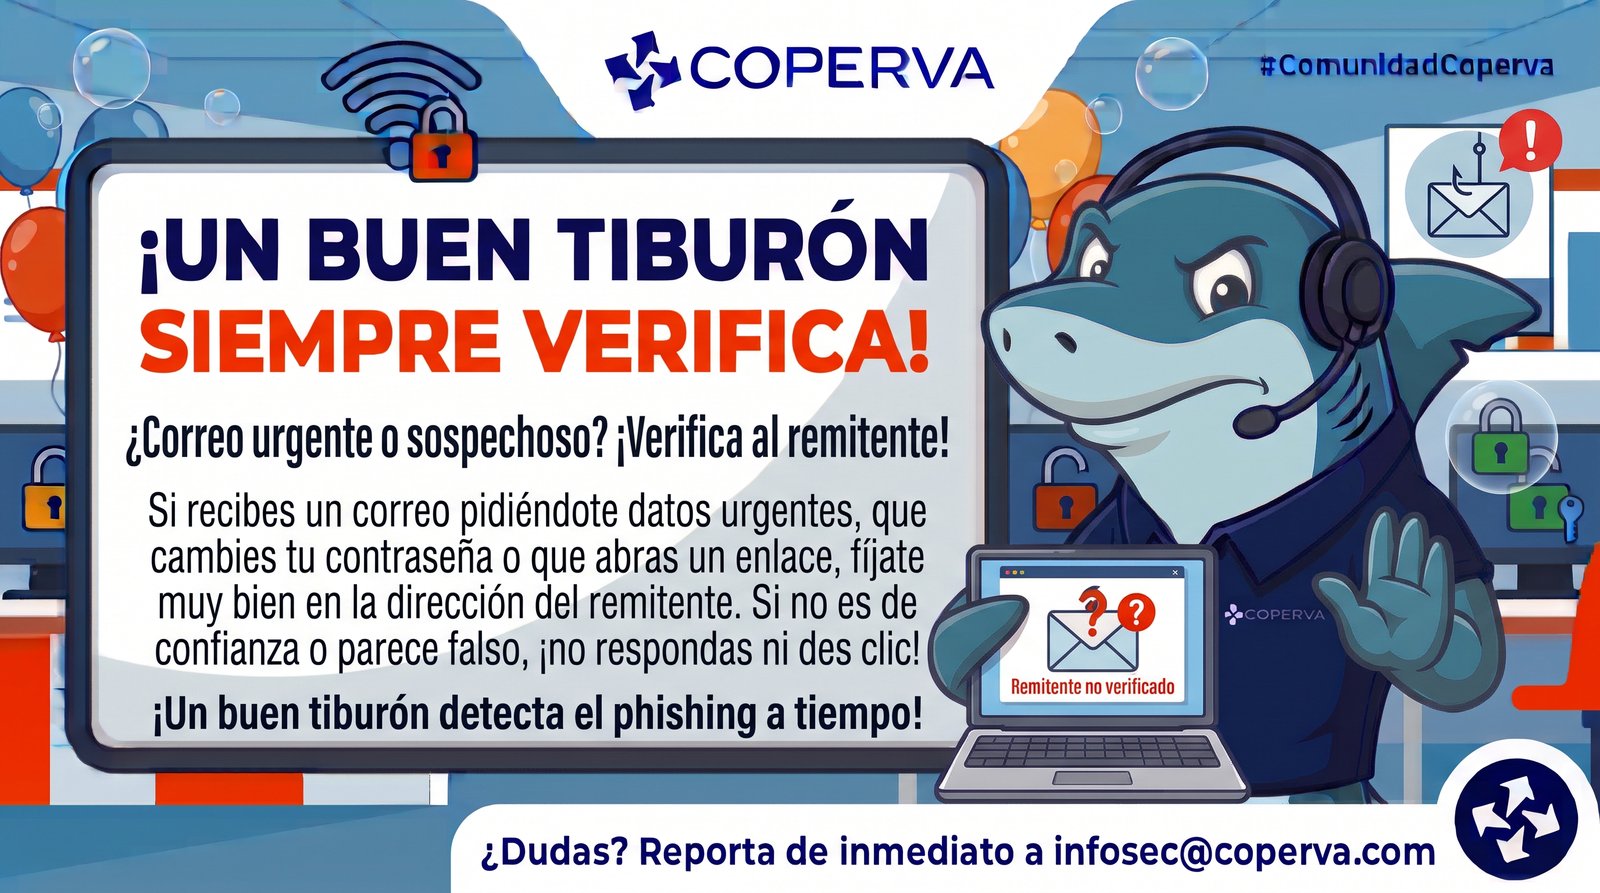 COPERVA
#ComunidadCoperva
¡UN BUEN TIBURÓN
SIEMPRE VERIFICA!
¿Correo urgente o sospechoso? ¡Verifica al remitente!
Si recibes un correo pidiéndote datos urgentes, que
cambies tu contraseña o que abras un enlace, fíjate
muy bien en la dirección del remitente. Si no es de
confianza o parece falso, ¡no respondas ni des clic!
¡Un buen tiburón detecta el phishing a tiempo!
!
? ?
Remitente no verificado
COPERVA
¿Dudas? Reporta de inmediato a infosec@coperva.com